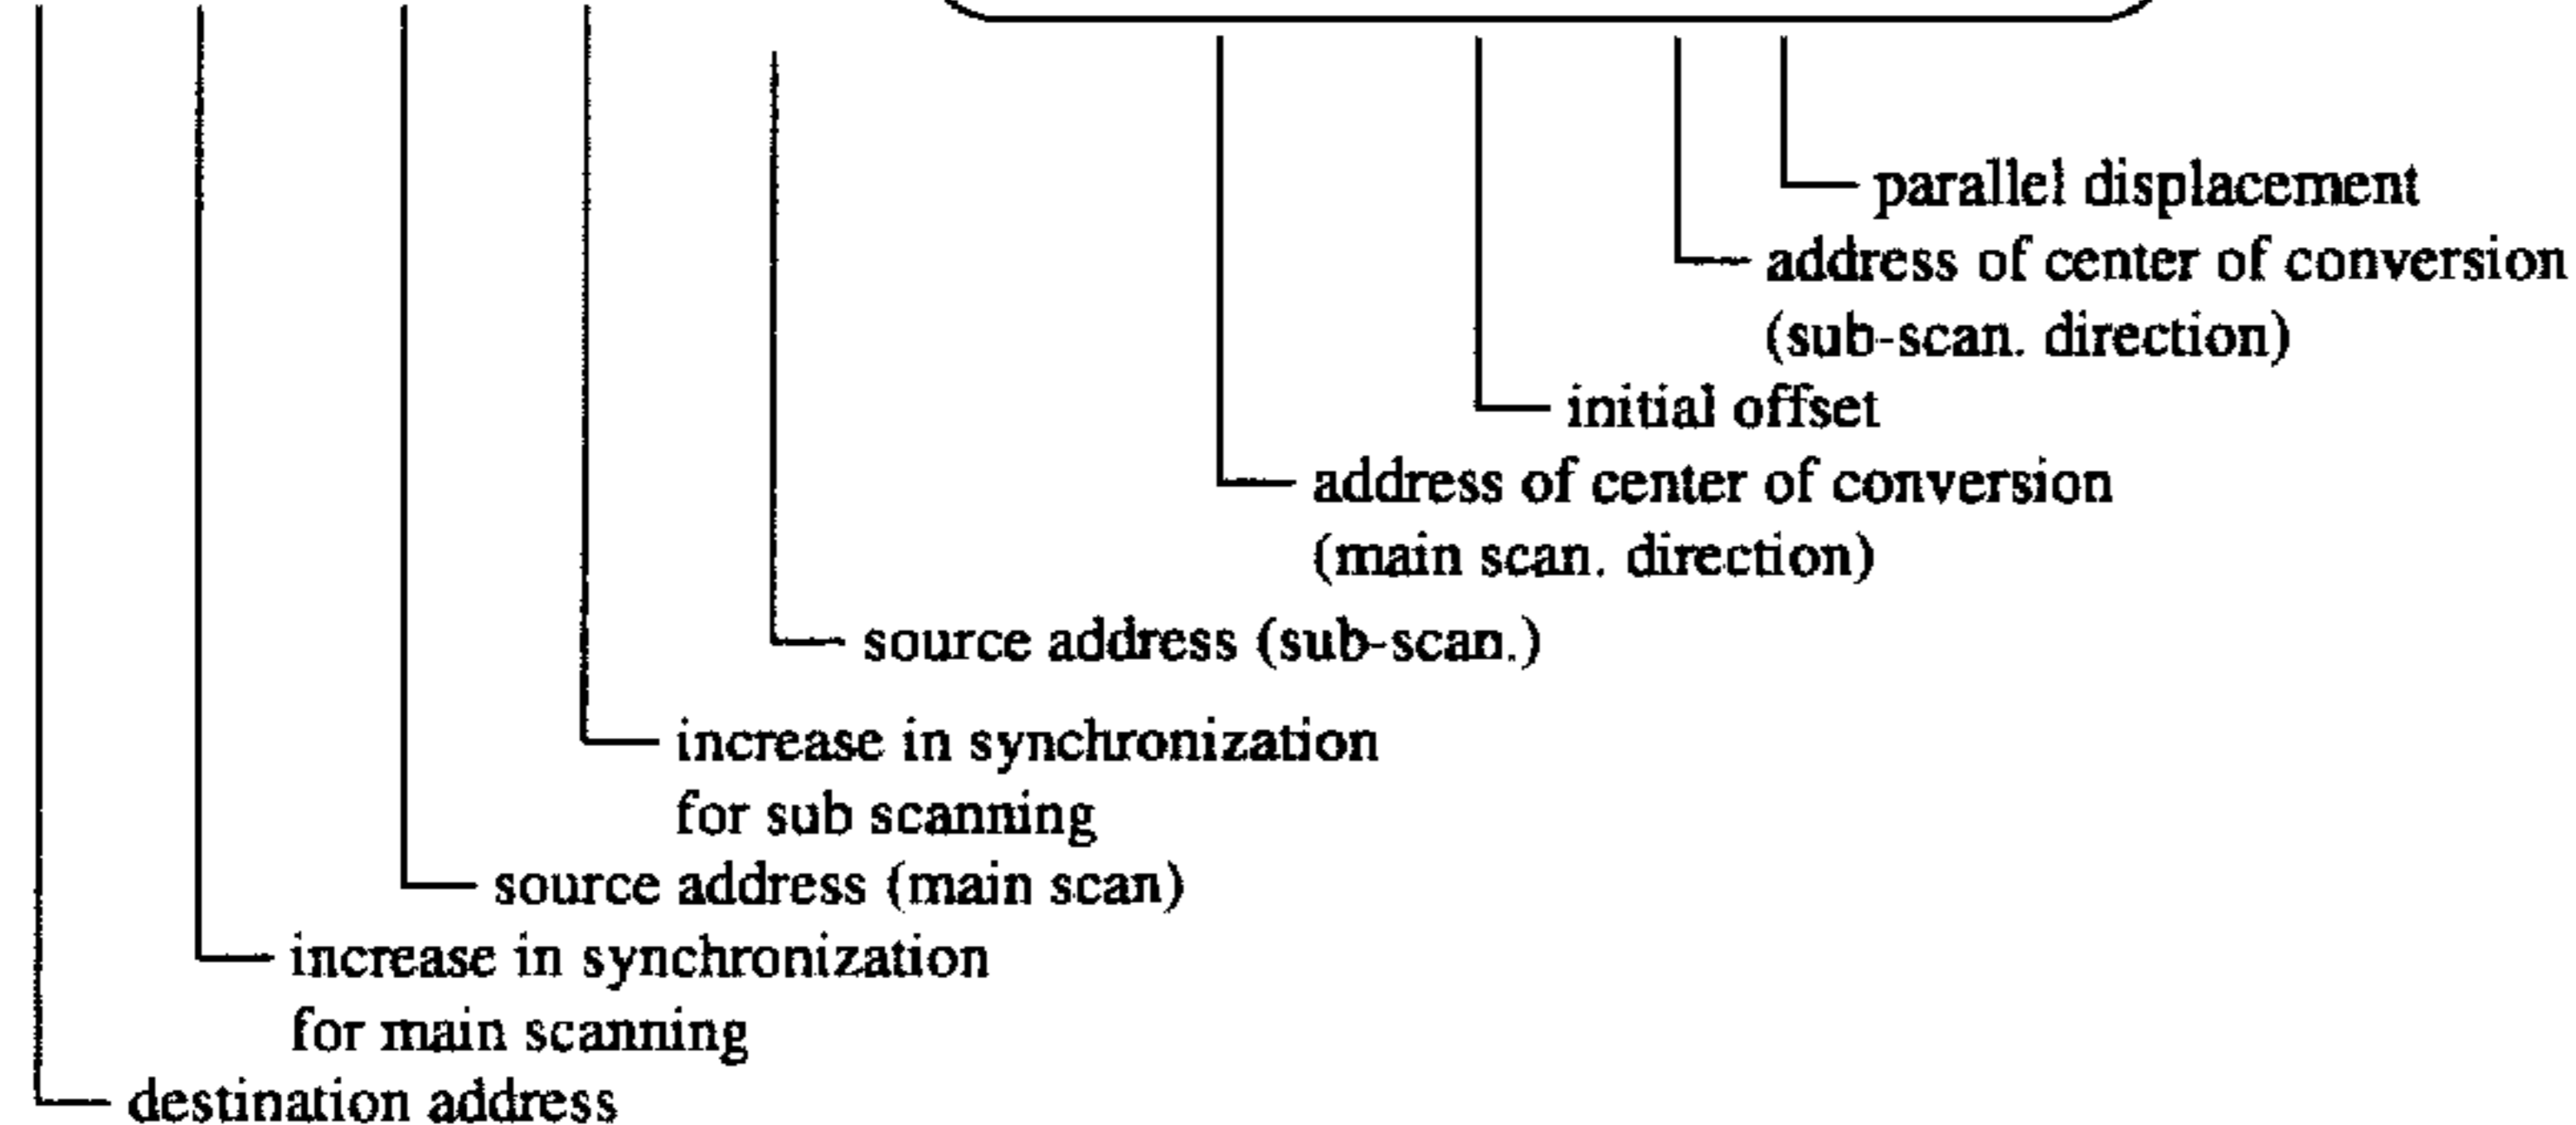 parallel displacement
address of center of conversion
(sub-scan. direction)
initial offset
address of center of conversion
(main scan. direction)
source address (sub-scan.)
increase in synchronization
for sub scanning
source address (main scan)
increase in synchronization
for main scanning
destination address